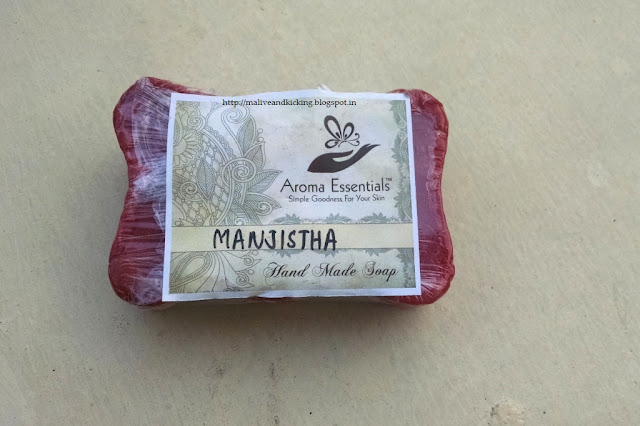 http://maliveandkicking.blogspot.in
Aroma Essentials™
Simple Goodness For Your Skin
MANJISTHA
Hand Made Soap